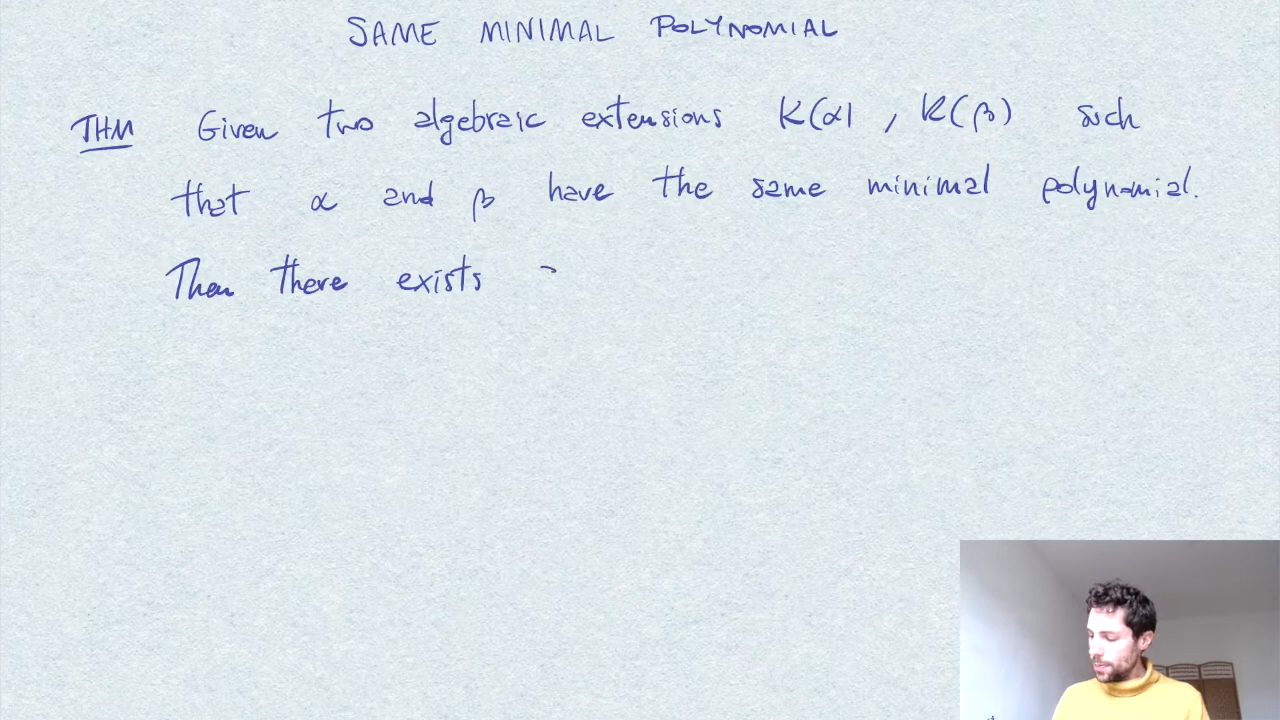 SAME MINIMAL POLYNOMIAL
THM Given two algebraic extensions K(α) , K(β) such
that α and β have the same minimal polynomial.
Then there exists